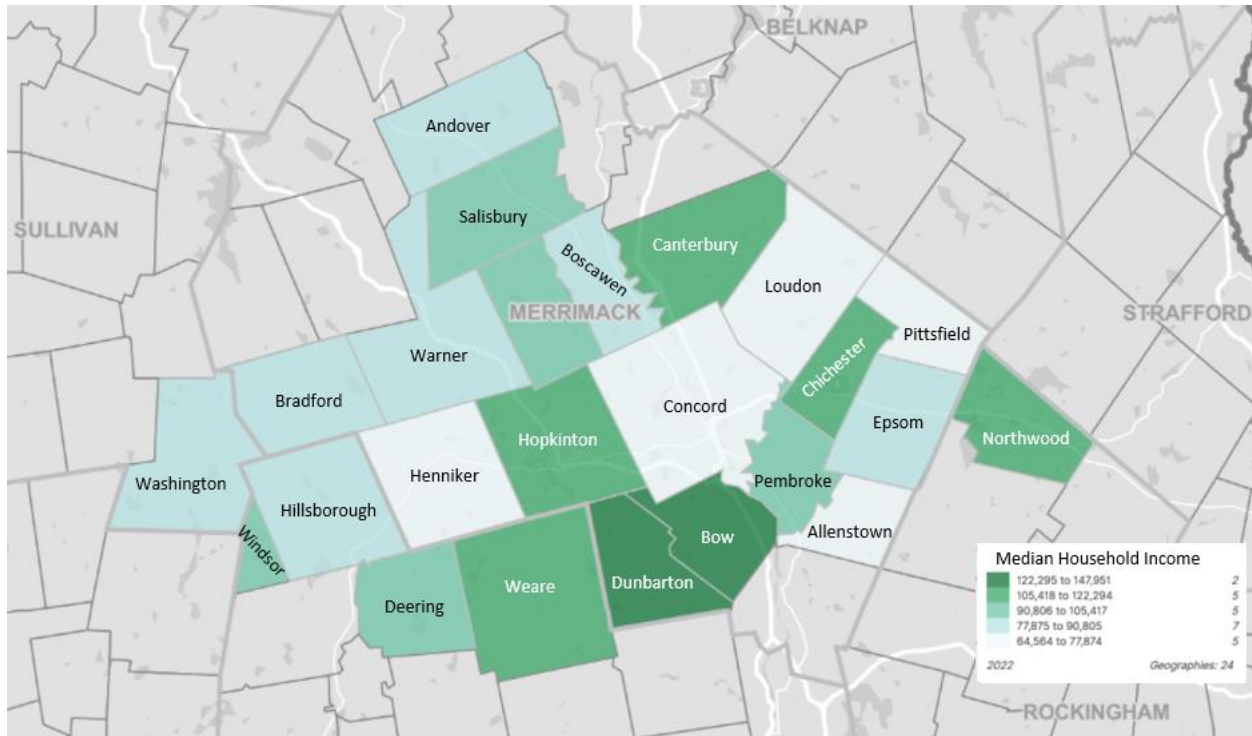 BELKNAP
Andover
Salisbury
SULLIVAN
Canterbury
Boscawen
Loudon
MERRIMACK
STRAFFORD
Pittsfield
Warner
Chichester
Bradford
Concord
Epsom
Hopkinton
Northwood
Henniker
Washington
Pembroke
Hillsborough
Allenstown
Bow
Windsor
Dunbarton
Weare
Deering
Median Household Income
122,295 to 147,951 2
105,418 to 122,294 5
90,806 to 105,417 5
77,875 to 90,805 7
64,564 to 77,874 5
2022 Geographies: 24
ROCKINGHAM